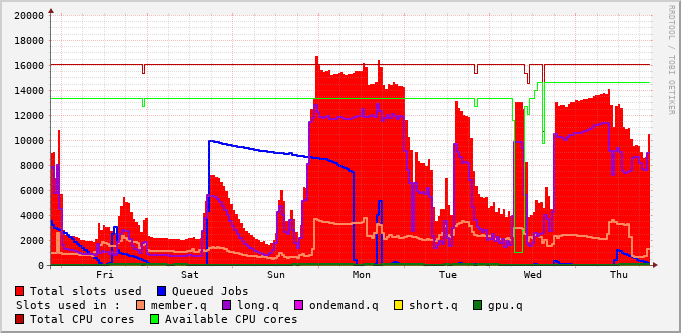 20000
18000
16000
14000
12000
10000
8000
6000
4000
2000
0
Fri Sat Sun Mon Tue Wed Thu
RRDTOOL / TOBI OETIKER
Total slots used Queued Jobs
Slots used in : member.q long.q ondemand.q short.q gpu.q
Total CPU cores Available CPU cores